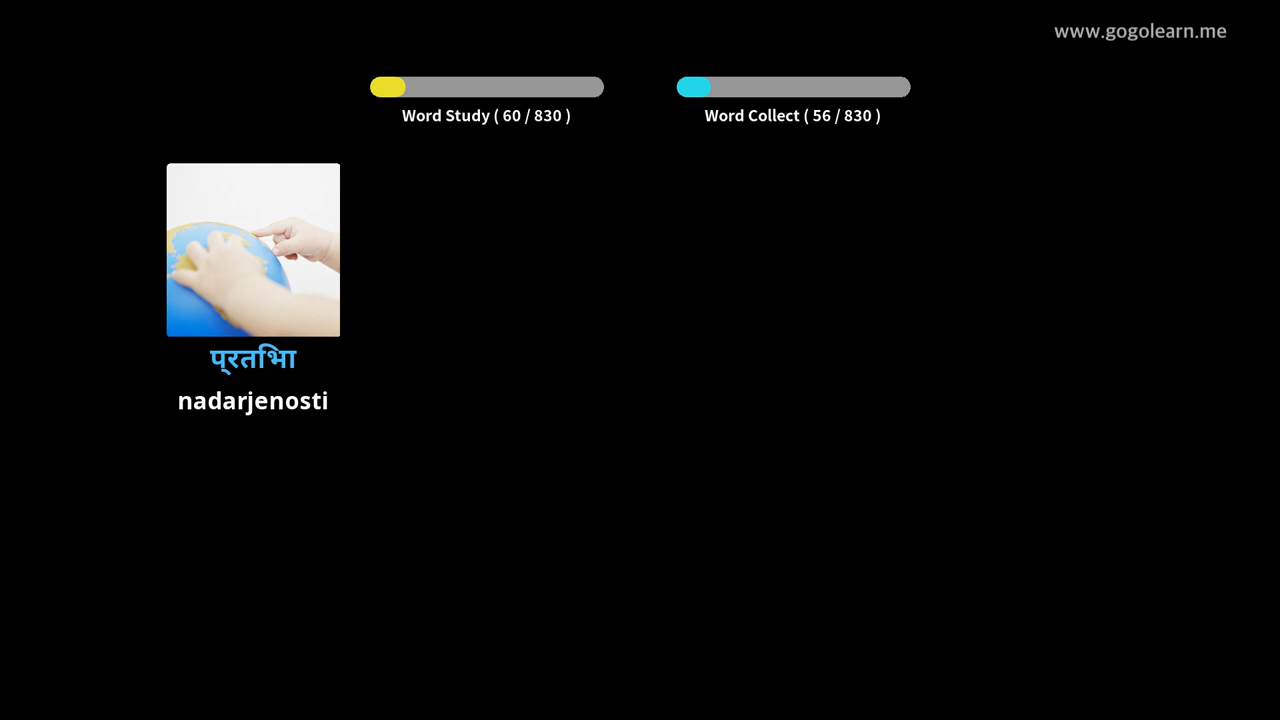 www.gogolearn.me
Word Study ( 60 / 830 )
Word Collect ( 56 / 830 )
प्रतिभा
nadarjenosti